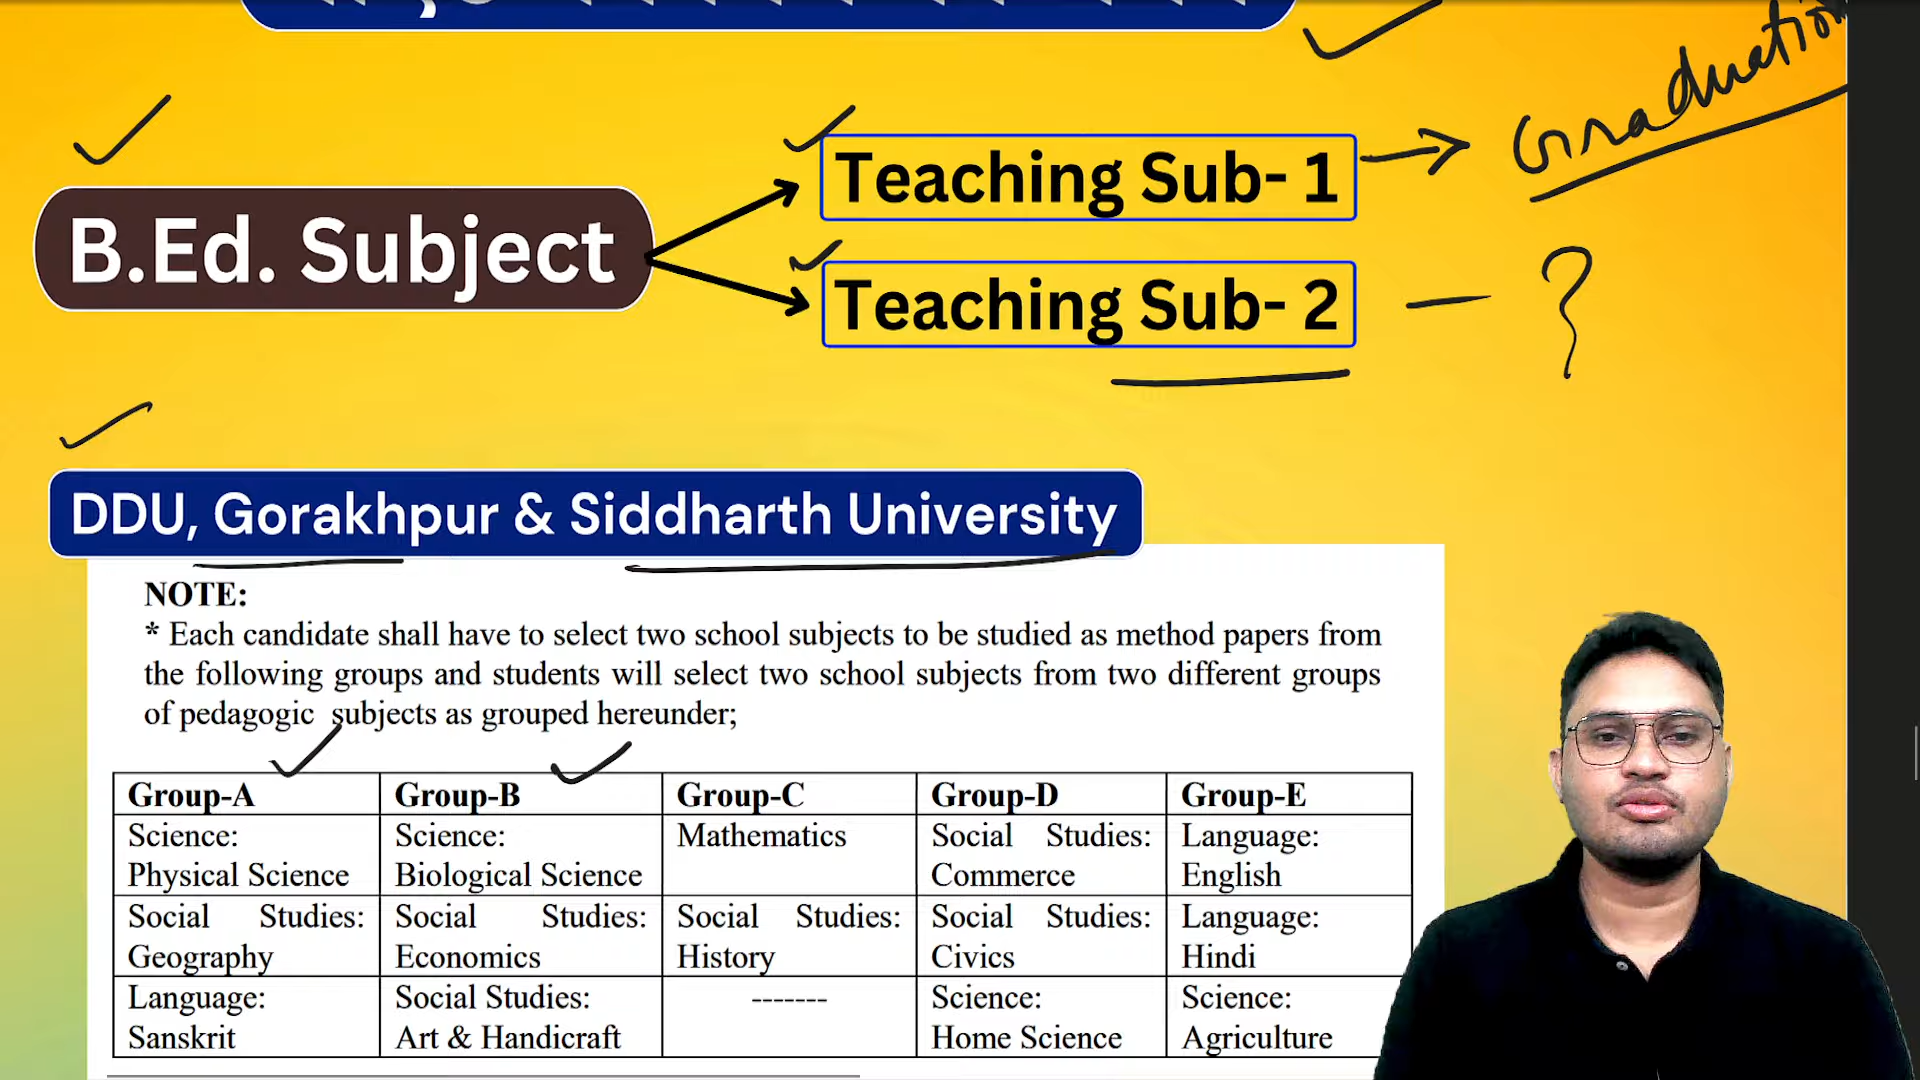 Graduation
B.Ed. Subject
Teaching Sub- 1
Teaching Sub- 2
?
DDU, Gorakhpur & Siddharth University
NOTE:
* Each candidate shall have to select two school subjects to be studied as method papers from
the following groups and students will select two school subjects from two different groups
of pedagogic subjects as grouped hereunder;
Group-A Group-B Group-C Group-D Group-E
Science: Science: Mathematics Social Studies: Language:
Physical Science Biological Science Commerce English
Social Studies: Social Studies: Social Studies: Social Studies: Language:
Geography Economics History Civics Hindi
Language: Social Studies: ------- Science: Science:
Sanskrit Art & Handicraft Home Science Agriculture